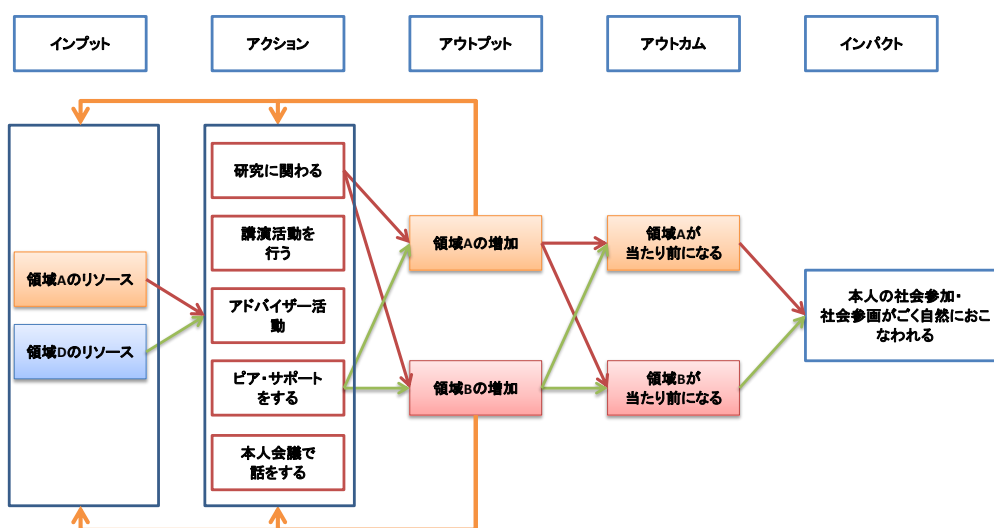 インプット
アクション
アウトプット
アウトカム
インパクト
領域Aのリソース
領域Dのリソース
研究に関わる
講演活動を
行う
アドバイザー活
動
ピア・サポート
をする
本人会議で
話をする
領域Aの増加
領域Bの増加
領域Aが
当たり前になる
領域Bが
当たり前になる
本人の社会参加・
社会参画がごく自然におこ
なわれる